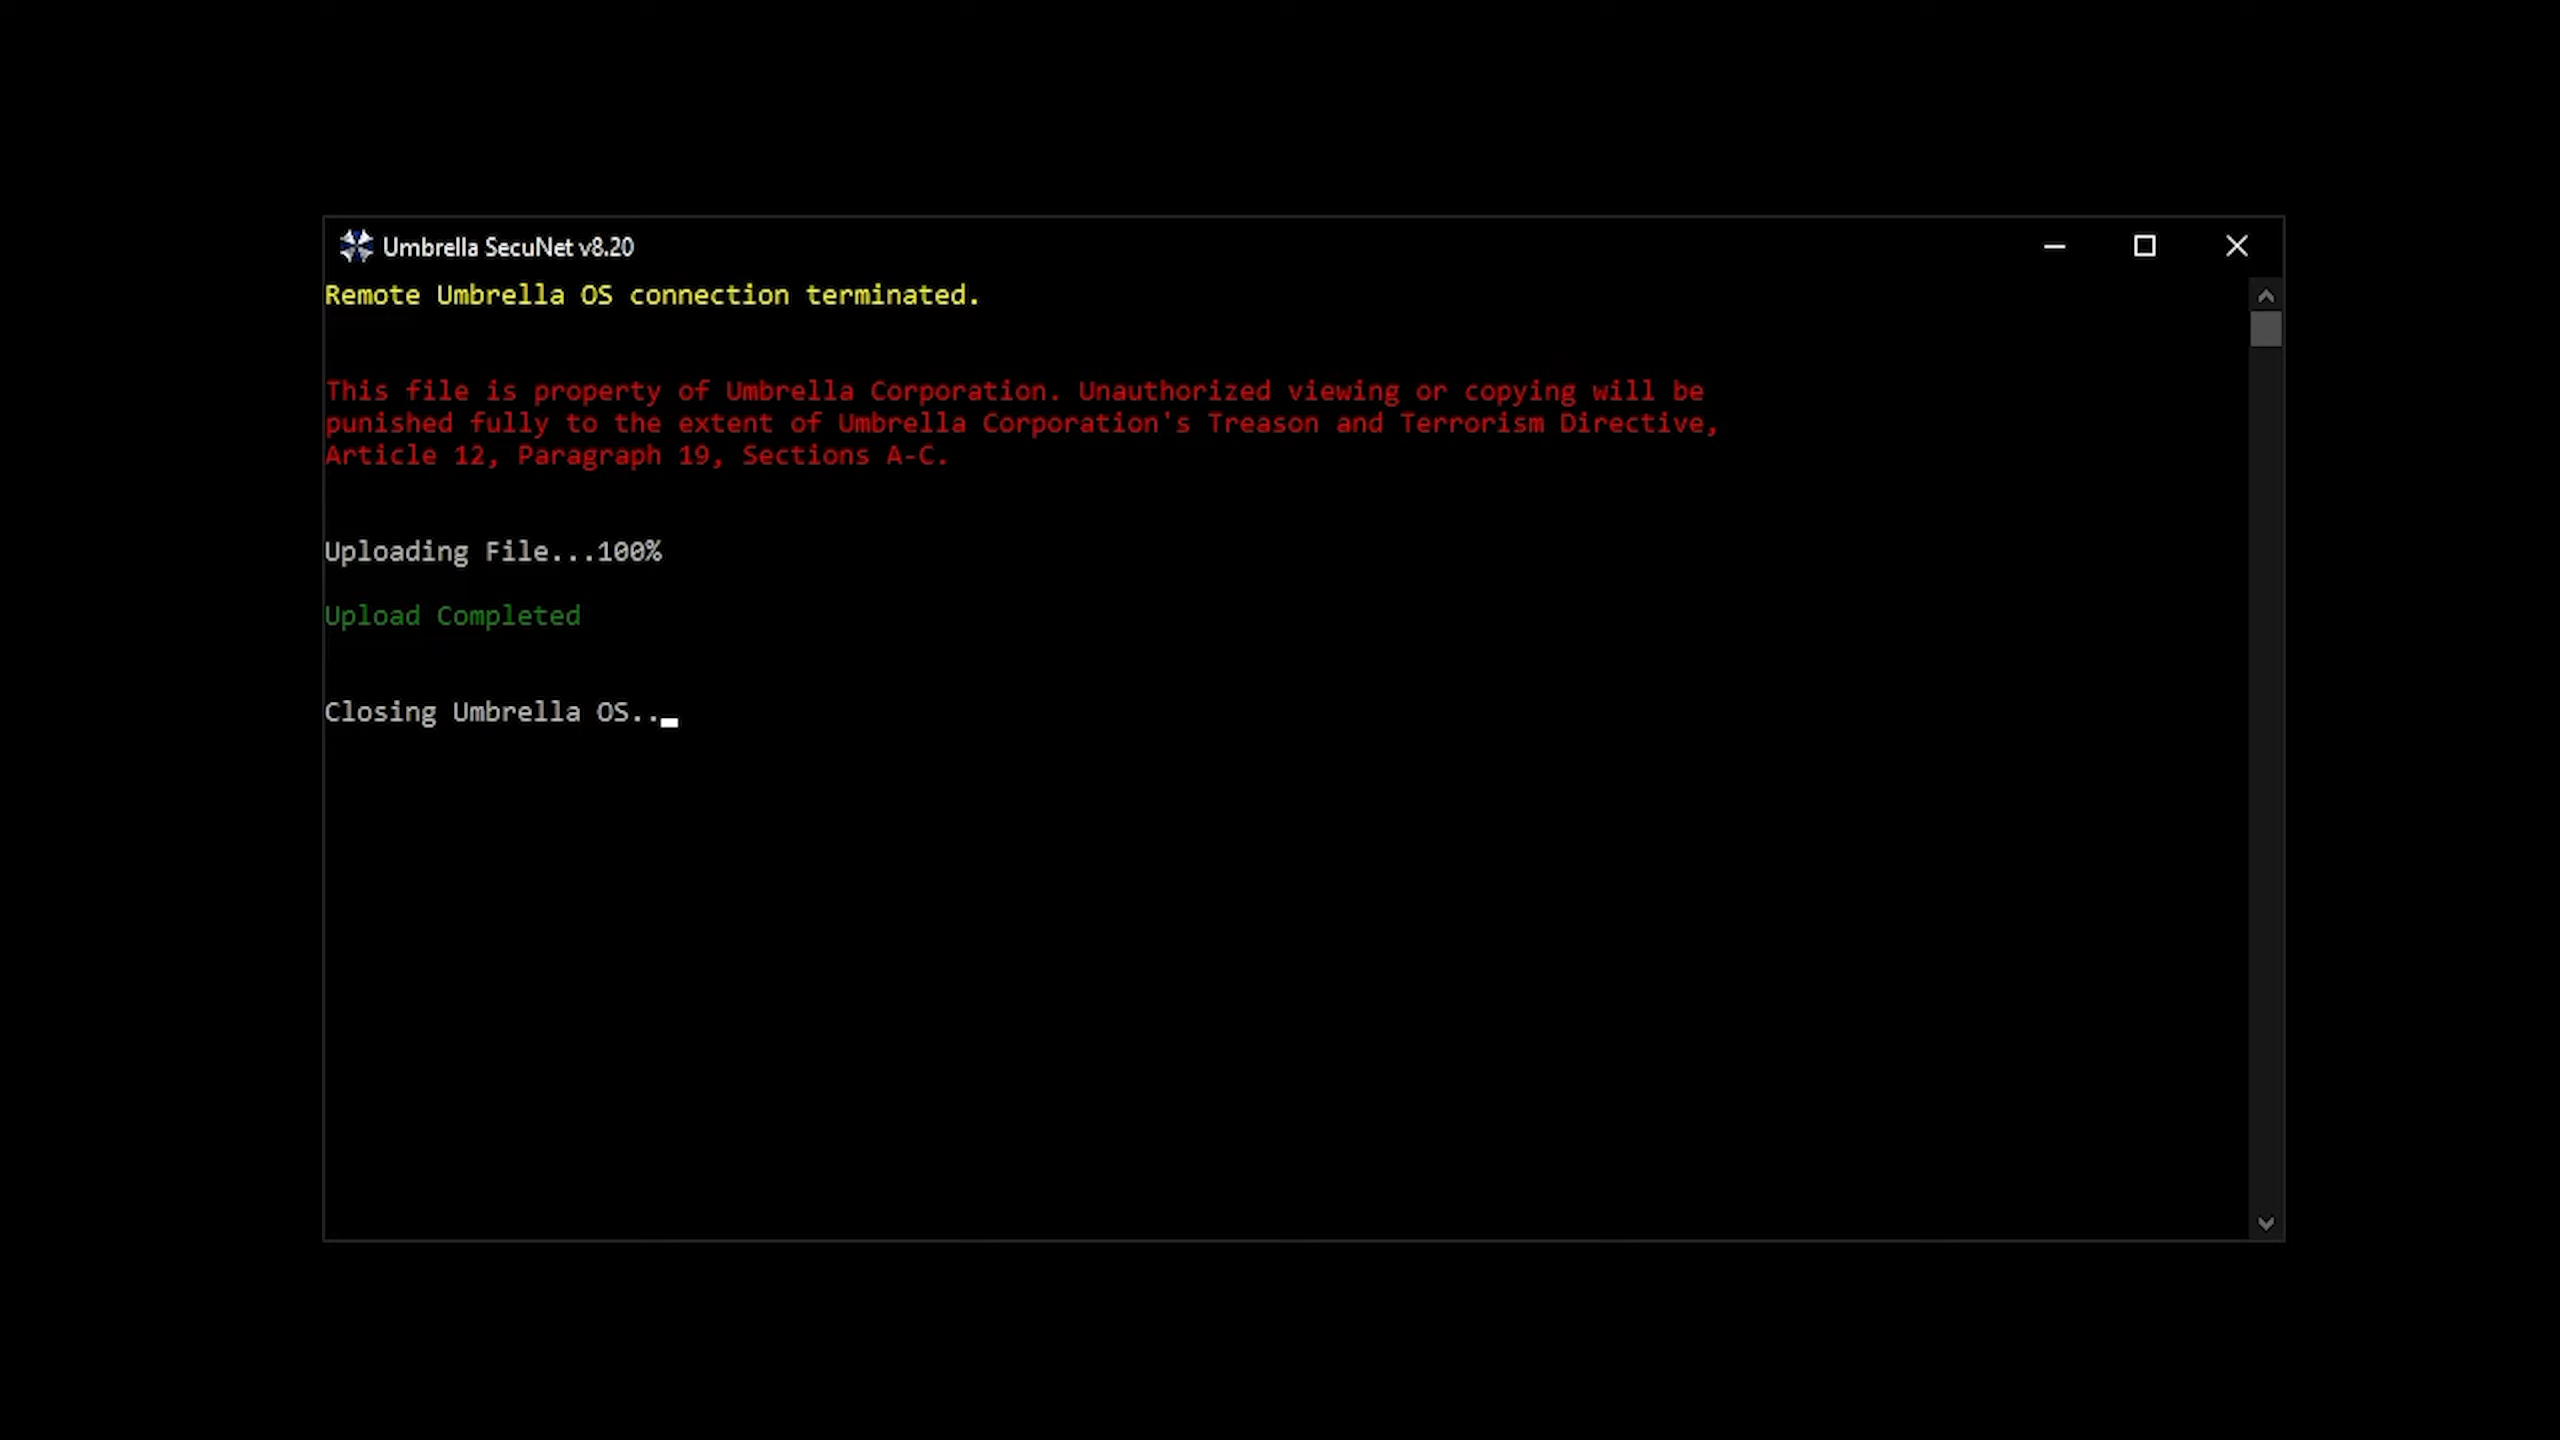 Umbrella SecuNet v8.20
Remote Umbrella OS connection terminated.
This file is property of Umbrella Corporation. Unauthorized viewing or copying will be
punished fully to the extent of Umbrella Corporation's Treason and Terrorism Directive,
Article 12, Paragraph 19, Sections A-C.
Uploading File...100%
Upload Completed
Closing Umbrella OS..